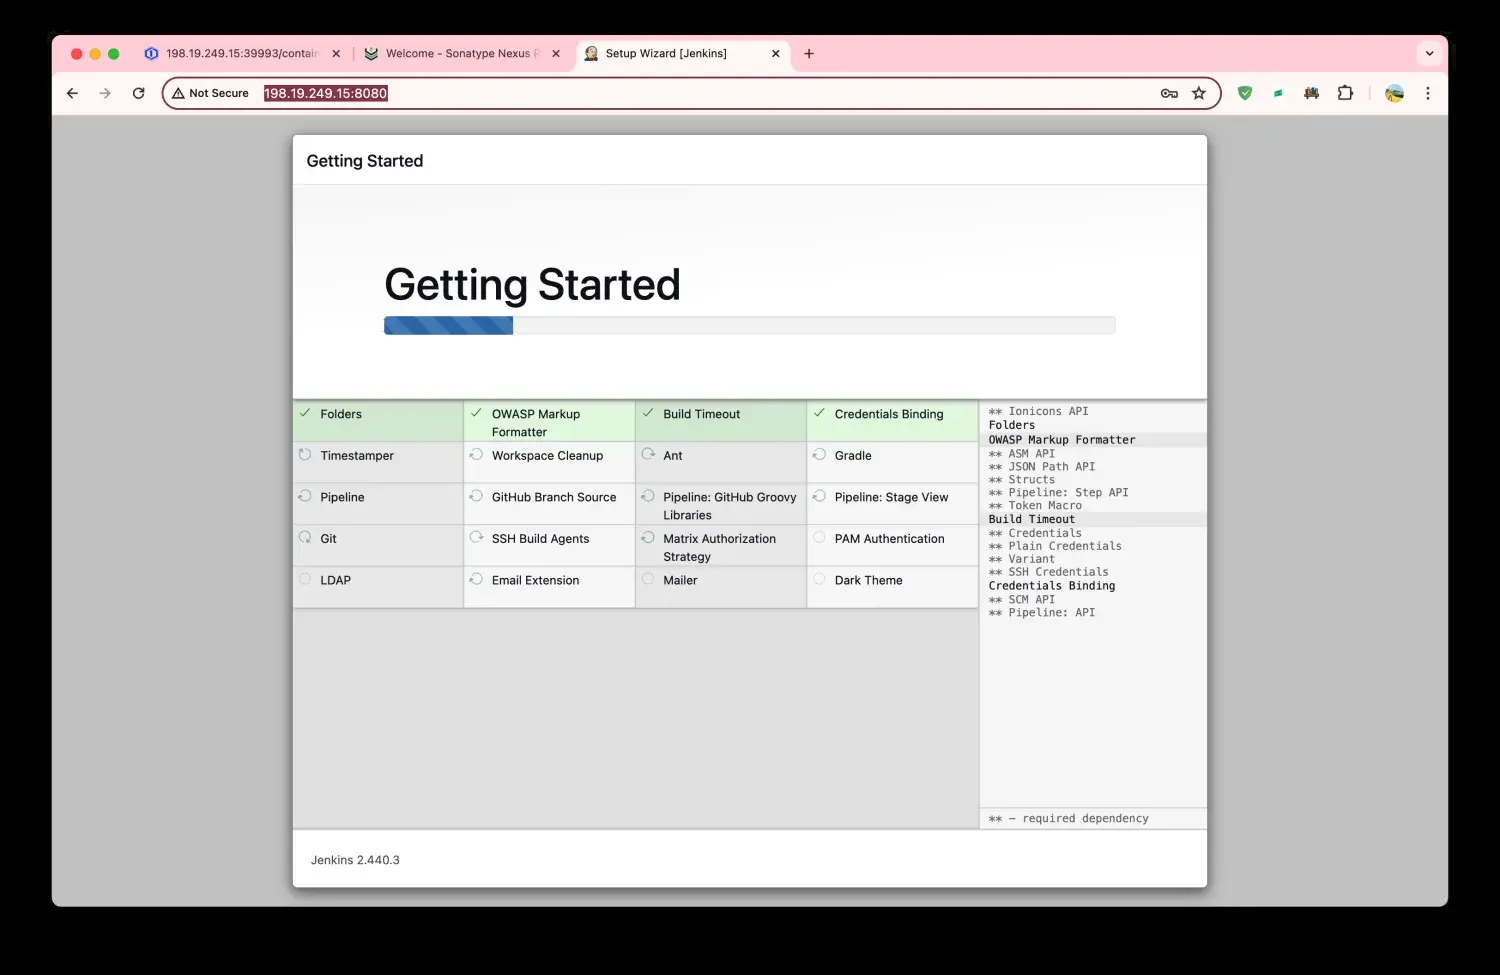 198.19.249.15:39993/contain
Welcome - Sonatype Nexus R
Setup Wizard [Jenkins]
Not Secure
198.19.249.15:8080
Getting Started
Getting Started
Folders
OWASP Markup
Formatter
Build Timeout
Credentials Binding
Timestamper
Workspace Cleanup
Ant
Gradle
Pipeline
GitHub Branch Source
Pipeline: GitHub Groovy
Libraries
Pipeline: Stage View
Git
SSH Build Agents
Matrix Authorization
Strategy
PAM Authentication
LDAP
Email Extension
Mailer
Dark Theme
** Ionicons API
Folders
OWASP Markup Formatter
** ASM API
** JSON Path API
** Structs
** Pipeline: Step API
** Token Macro
Build Timeout
** Credentials
** Plain Credentials
** Variant
** SSH Credentials
Credentials Binding
** SCM API
** Pipeline: API
** - required dependency
Jenkins 2.440.3